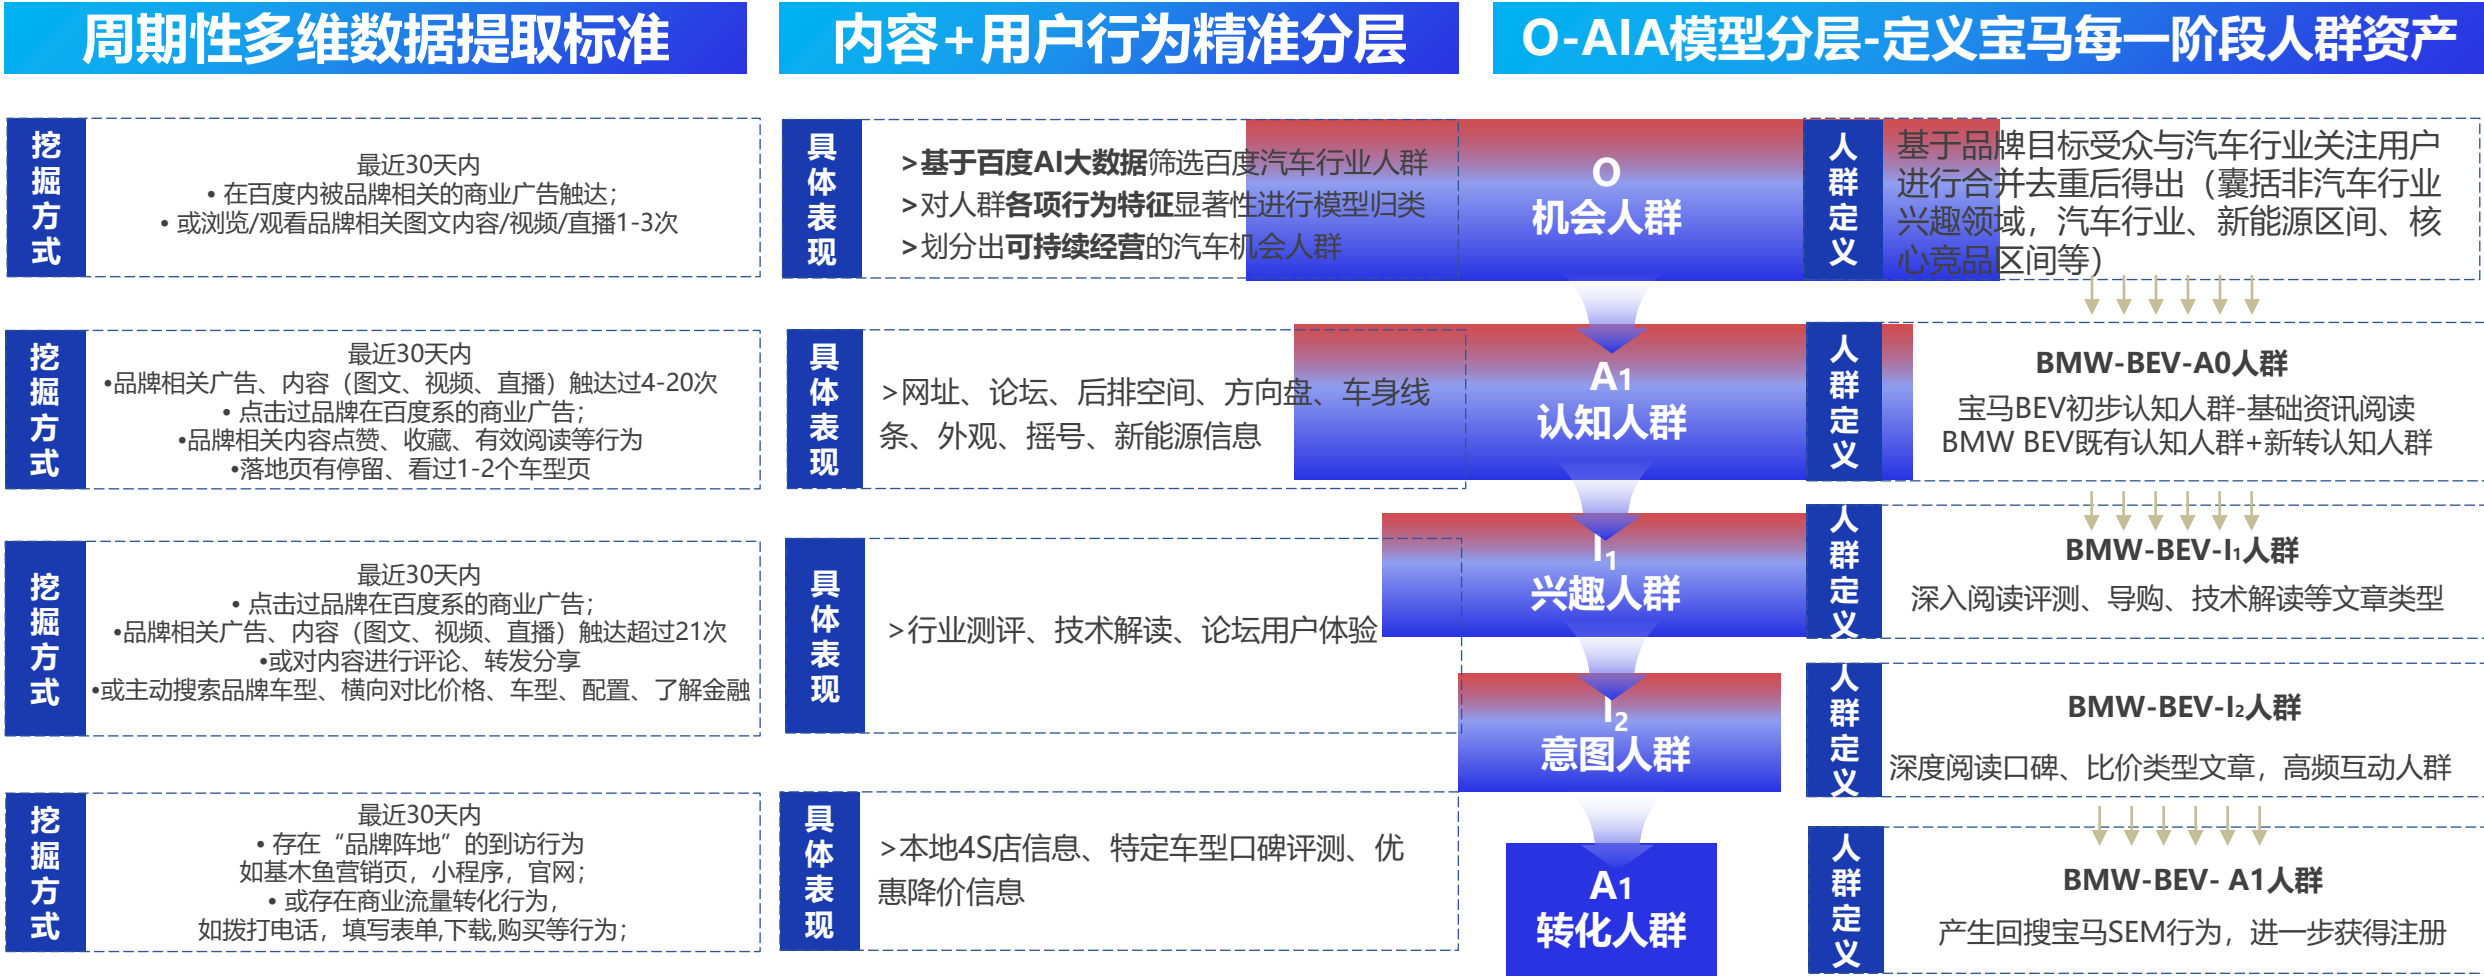 周期性多维数据提取标准
内容+用户行为精准分层
O-AIA模型分层-定义宝马每一阶段人群资产
挖掘方式
最近30天内
• 在百度内被品牌相关的商业广告触达；
• 或浏览/观看品牌相关图文内容/视频/直播1-3次
具体表现
>基于百度AI大数据筛选百度汽车行业人群
>对人群各项行为特征显著性进行模型归类
>划分出可持续经营的汽车机会人群
O
机会人群
人群定义
基于品牌目标受众与汽车行业关注用户
进行合并去重后得出（囊括非汽车行业
兴趣领域，汽车行业、新能源区间、核
心竞品区间等）
挖掘方式
最近30天内
•品牌相关广告、内容（图文、视频、直播）触达过4-20次
• 点击过品牌在百度系的商业广告；
•品牌相关内容点赞、收藏、有效阅读等行为
•落地页有停留、看过1-2个车型页
具体表现
>网址、论坛、后排空间、方向盘、车身线
条、外观、摇号、新能源信息
A1
认知人群
人群定义
BMW-BEV-A0人群
宝马BEV初步认知人群-基础资讯阅读
BMW BEV既有认知人群+新转认知人群
挖掘方式
最近30天内
• 点击过品牌在百度系的商业广告；
•品牌相关广告、内容（图文、视频、直播）触达超过21次
•或对内容进行评论、转发分享
•或主动搜索品牌车型、横向对比价格、车型、配置、了解金融
具体表现
>行业测评、技术解读、论坛用户体验
I1
兴趣人群
人群定义
BMW-BEV-I1人群
深入阅读评测、导购、技术解读等文章类型
I2
意图人群
人群定义
BMW-BEV-I2人群
深度阅读口碑、比价类型文章，高频互动人群
挖掘方式
最近30天内
• 存在“品牌阵地”的到访行为
如基木鱼营销页，小程序，官网；
• 或存在商业流量转化行为，
如拨打电话，填写表单,下载,购买等行为；
具体表现
>本地4S店信息、特定车型口碑评测、优
惠降价信息
A1
转化人群
人群定义
BMW-BEV- A1人群
产生回搜宝马SEM行为，进一步获得注册